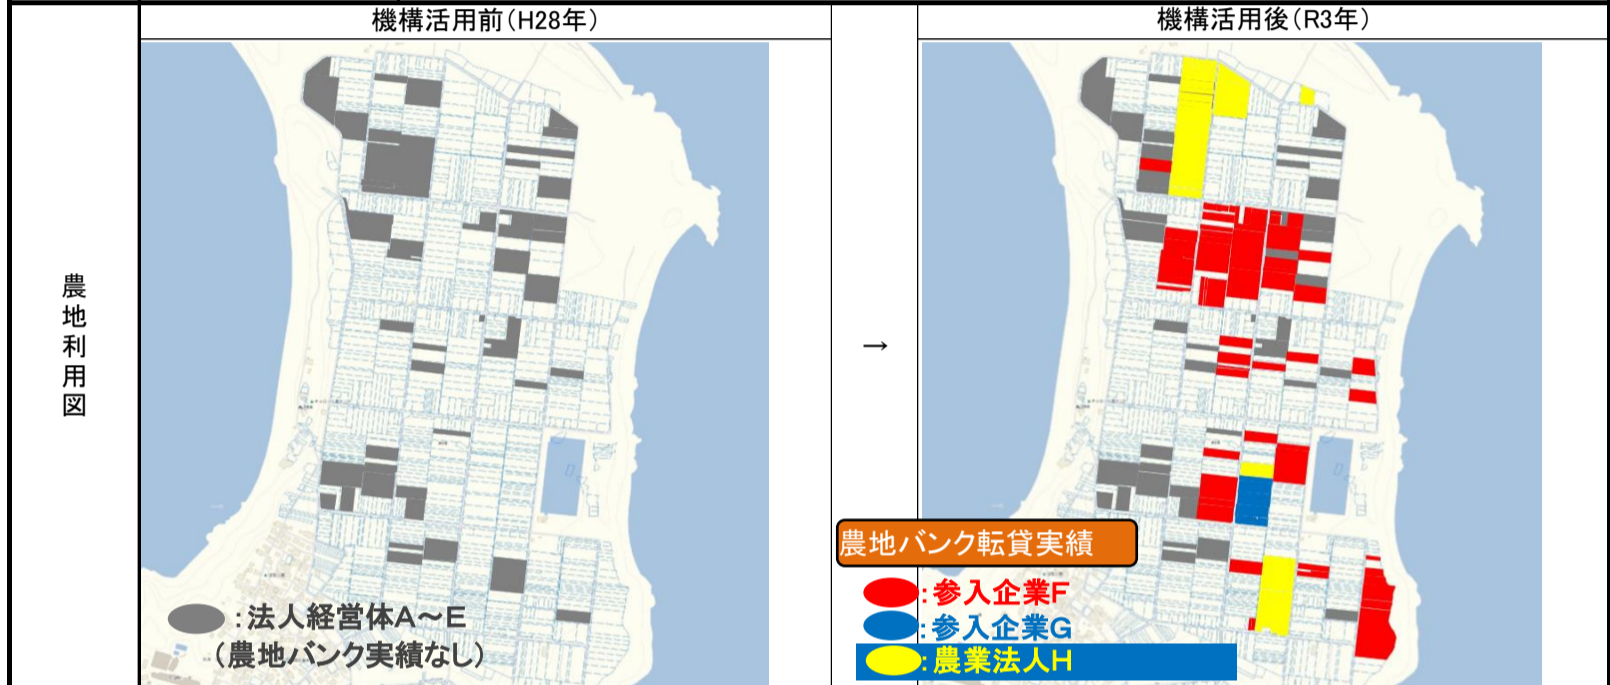 機構活用前(H28年)
機構活用後(R3年)
農地利用図
→
農地バンク転貸実績
:法人経営体A～E
(農地バンク実績なし)
:参入企業F
:参入企業G
:農業法人H